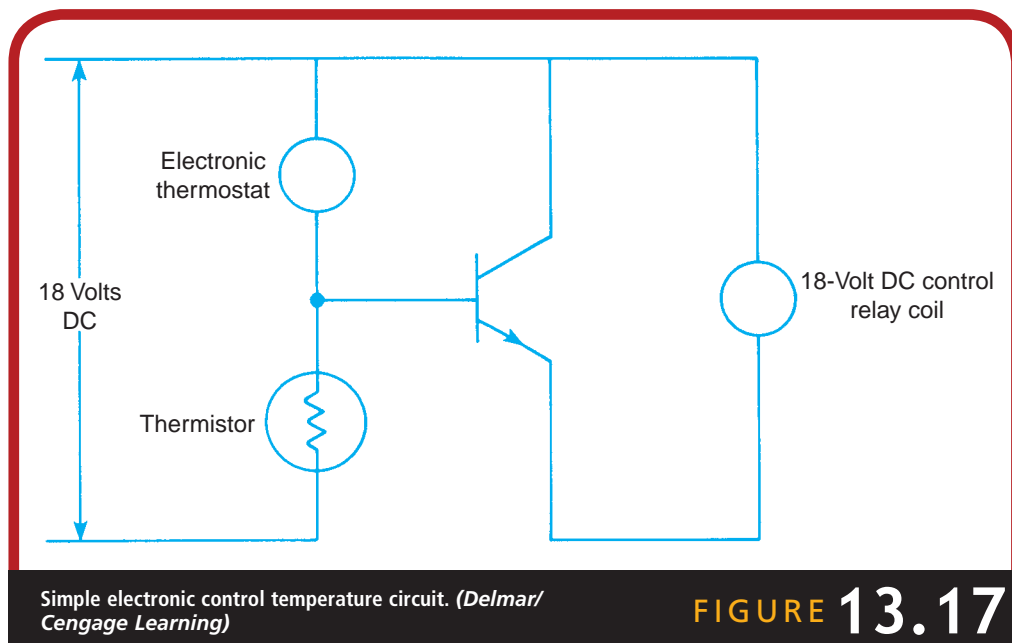 Electronic
thermostat
18 Volts
DC
18-Volt DC control
relay coil
Thermistor
Simple electronic control temperature circuit. (Delmar/
Cengage Learning)
FIGURE 13.17